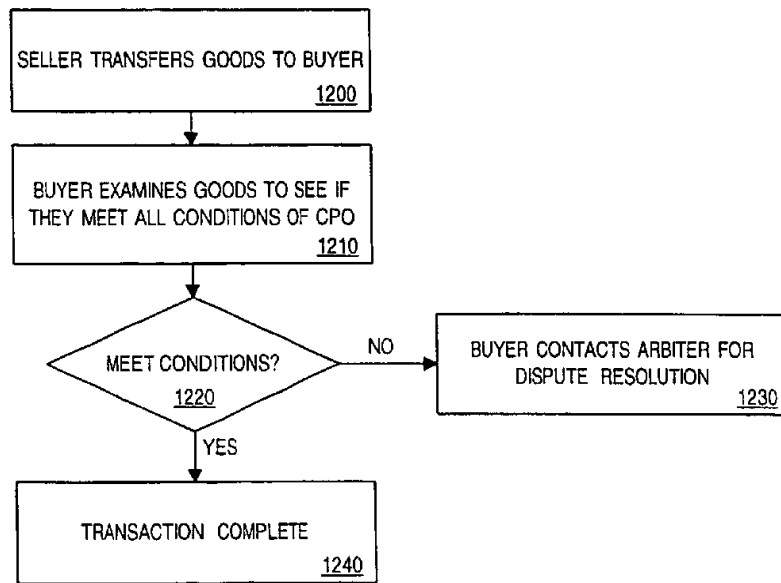 SELLER TRANSFERS GOODS TO BUYER
1200
BUYER EXAMINES GOODS TO SEE IF
THEY MEET ALL CONDITIONS OF CPO
1210
MEET CONDITIONS?
1220
NO
BUYER CONTACTS ARBITER FOR
DISPUTE RESOLUTION
1230
YES
TRANSACTION COMPLETE
1240